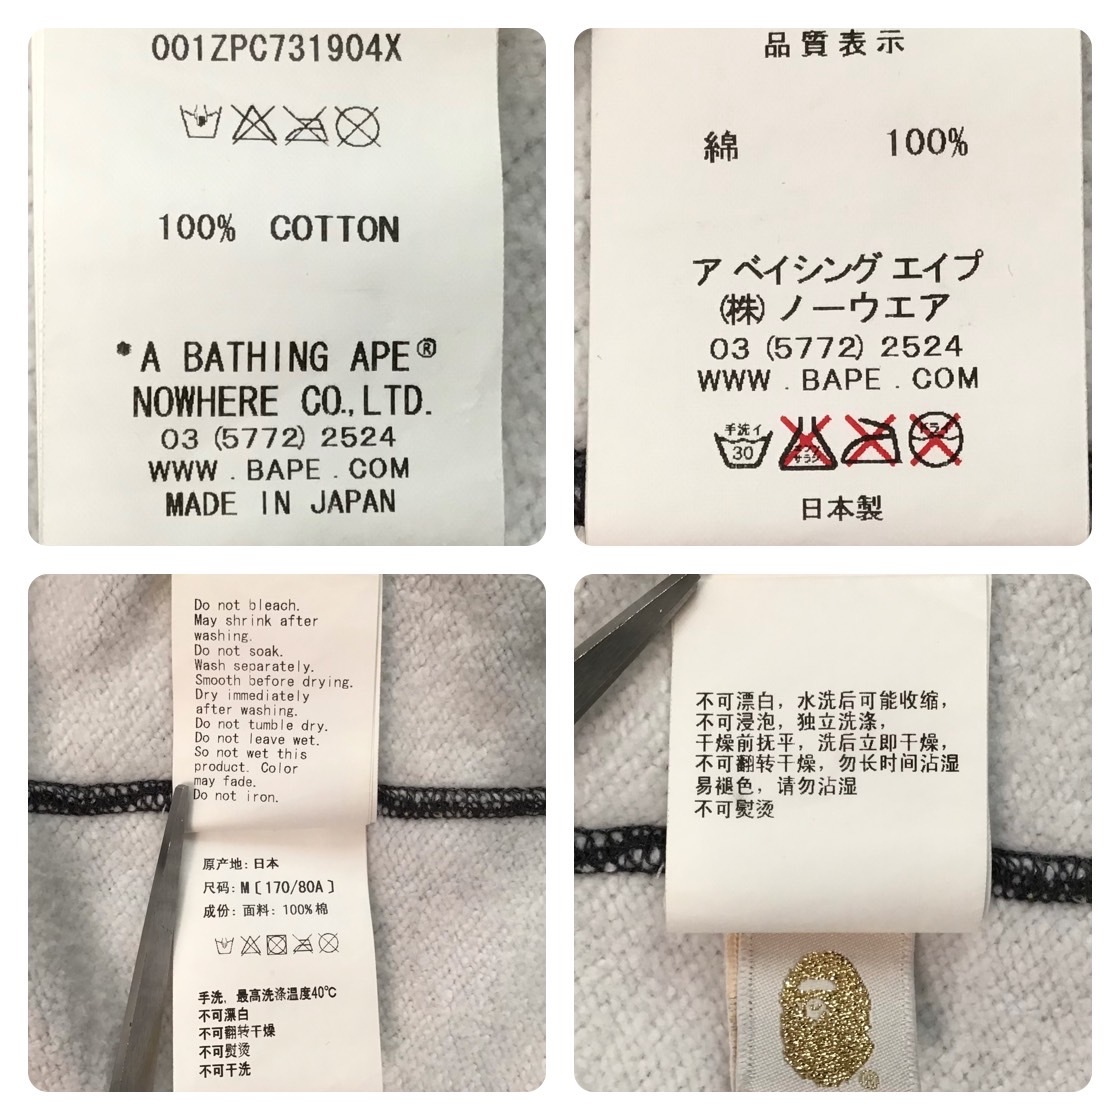 001ZPC731904X
100% COTTON
*A BATHING APE®
NOWHERE CO.,LTD.
03 (5772) 2524
WWW . BAPE . COM
MADE IN JAPAN
品質表示
綿 100%
ア ベイシング エイプ
(株) ノーウエア
03 (5772) 2524
WWW . BAPE . COM
手洗イ
30
エンソ
サラシ
ドライ
日本製
Do not bleach.
May shrink after
washing.
Do not soak.
Wash separately.
Smooth before drying.
Dry immediately
after washing.
Do not tumble dry.
Do not leave wet.
So not wet this
product. Color
may fade.
Do not iron.
原产地: 日本
尺码: M [170/80A]
成份: 面料: 100%棉
手洗、最高洗涤温度40℃
不可漂白
不可翻转干燥
不可熨烫
不可干洗
不可漂白, 水洗后可能收缩,
不可浸泡, 独立洗涤,
干燥前抚平, 洗后立即干燥,
不可翻转干燥, 勿长时间沾湿
易褪色, 请勿沾湿
不可熨烫
®